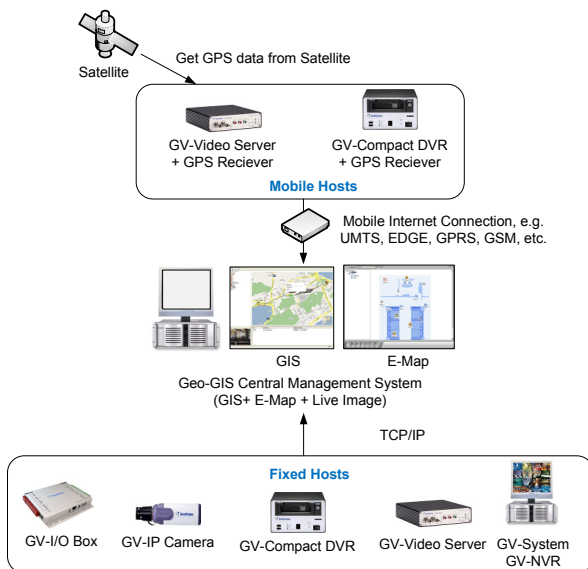 Satellite
Get GPS data from Satellite
GV-Video Server
+ GPS Reciever
GV-Compact DVR
+ GPS Reciever
Mobile Hosts
Mobile Internet Connection, e.g.
UMTS, EDGE, GPRS, GSM, etc.
GIS
E-Map
Geo-GIS Central Management System
(GIS+ E-Map + Live Image)
TCP/IP
Fixed Hosts
GV-I/O Box
GV-IP Camera
GV-Compact DVR
GV-Video Server
GV-System
GV-NVR